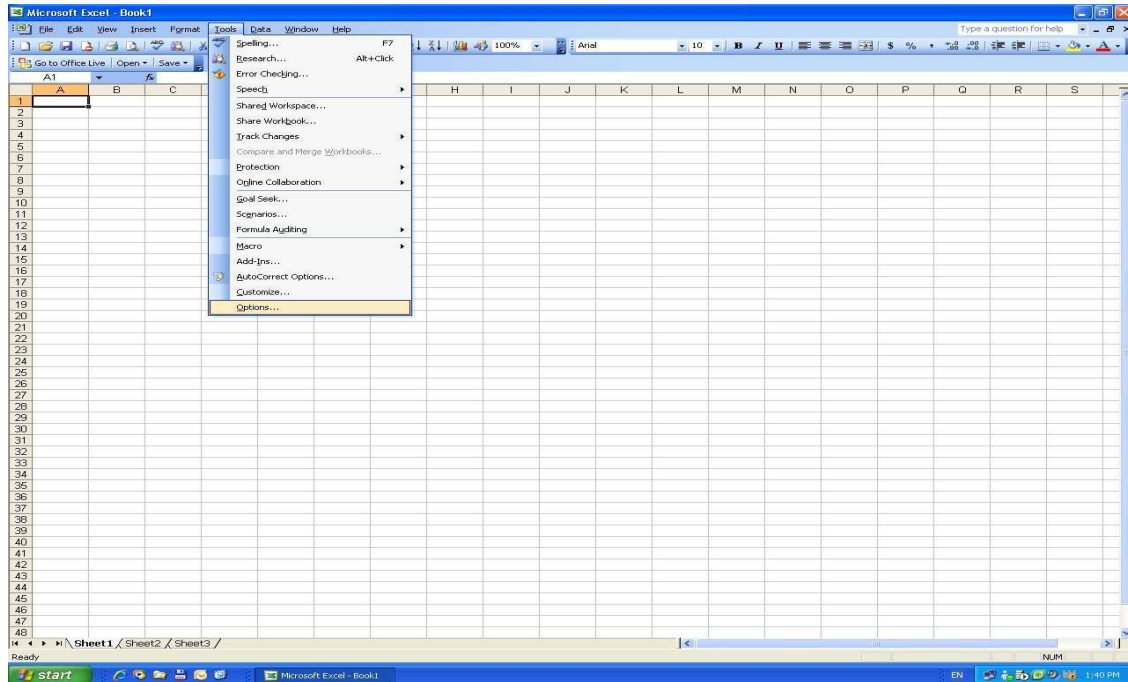 Microsoft Excel - Book1
File Edit View Insert Format Tools Data Window Help Type a question for help
100% Arial 10 B I U $ % ,
Go to Office Live Open Save
A1 fx
A B C H I J K L M N O P Q R S
Spelling... F7
Research... Alt+Click
Error Checking...
Speech
Shared Workspace...
Share Workbook...
Track Changes
Compare and Merge Workbooks...
Protection
Online Collaboration
Goal Seek...
Scenarios...
Formula Auditing
Macro
Add-Ins...
AutoCorrect Options...
Customize...
Options...
1
2
3
4
5
6
7
8
9
10
11
12
13
14
15
16
17
18
19
20
21
22
23
24
25
26
27
28
29
30
31
32
33
34
35
36
37
38
39
40
41
42
43
44
45
46
47
48
Sheet1 Sheet2 Sheet3
Ready NUM
start Microsoft Excel - Book1 EN 1:40 PM